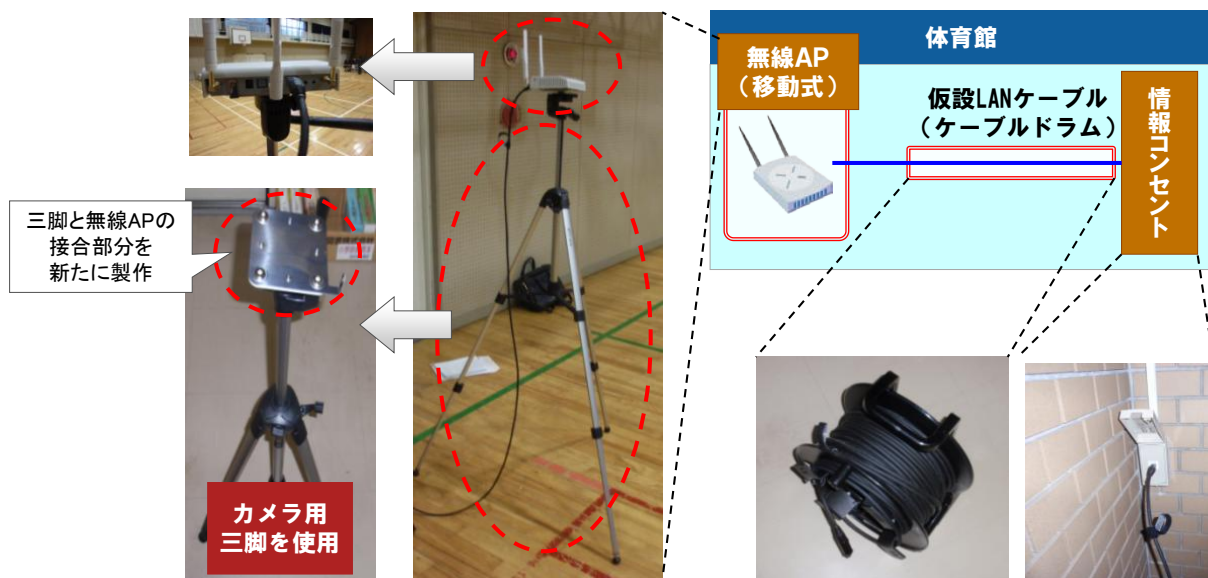 体育館
無線AP
（移動式）
仮設LANケーブル
（ケーブルドラム）
情報コンセント
三脚と無線APの
接合部分を
新たに製作
カメラ用
三脚を使用